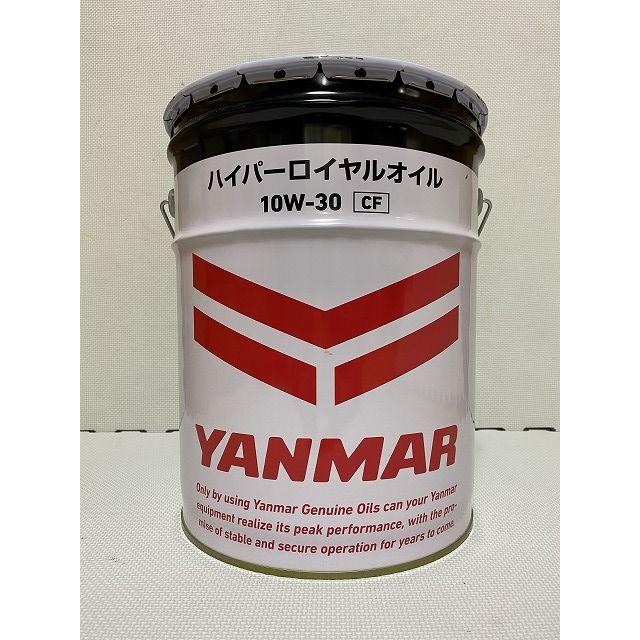 ハイパーロイヤルオイル
10W-30 CF
YANMAR
Only by using Yanmar Genuine Oils can your Yanmar
equipment realize its peak performance, with the pro-
mise of stable and secure operation for years to come.